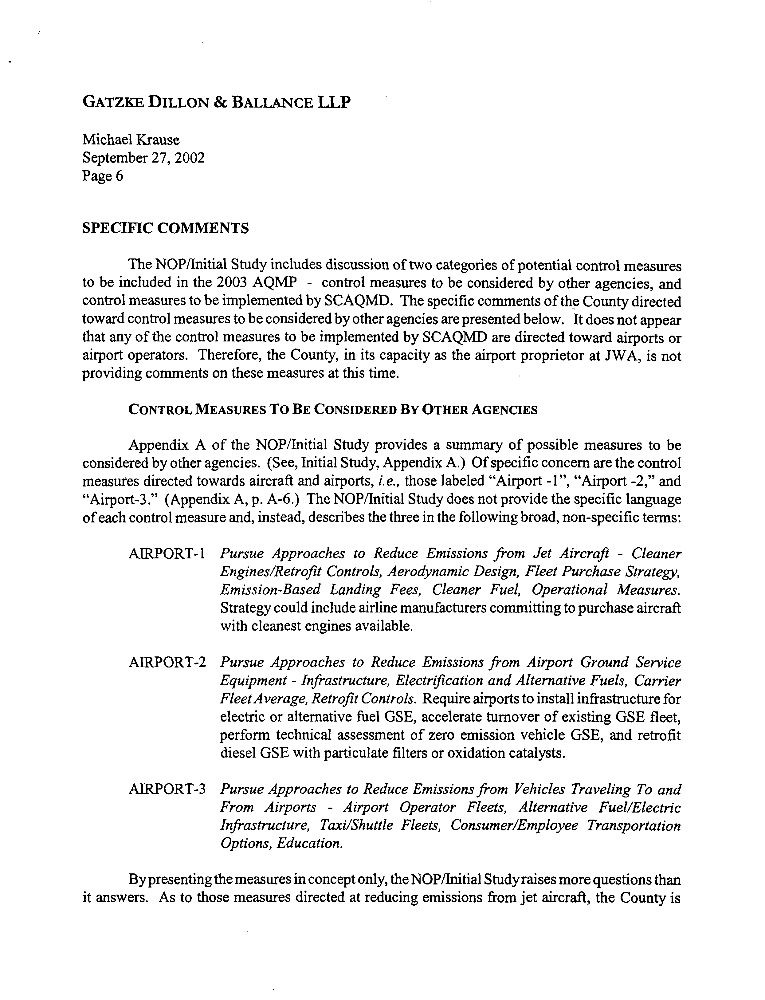 GATZKE DILLON & BALLANCE LLP
Michael Krause
September 27, 2002
Page 6
SPECIFIC COMMENTS
The NOP/Initial Study includes discussion of two categories of potential control measures
to be included in the 2003 AQMP - control measures to be considered by other agencies, and
control measures to be implemented by SCAQMD. The specific comments of the County directed
toward control measures to be considered by other agencies are presented below. It does not appear
that any of the control measures to be implemented by SCAQMD are directed toward airports or
airport operators. Therefore, the County, in its capacity as the airport proprietor at JWA, is not
providing comments on these measures at this time.
CONTROL MEASURES TO BE CONSIDERED BY OTHER AGENCIES
Appendix A of the NOP/Initial Study provides a summary of possible measures to be
considered by other agencies. (See, Initial Study, Appendix A.) Of specific concern are the control
measures directed towards aircraft and airports, i.e., those labeled “Airport -1”, “Airport -2,” and
“Airport-3.” (Appendix A, p. A-6.) The NOP/Initial Study does not provide the specific language
of each control measure and, instead, describes the three in the following broad, non-specific terms:
AIRPORT-1 Pursue Approaches to Reduce Emissions from Jet Aircraft - Cleaner
Engines/Retrofit Controls, Aerodynamic Design, Fleet Purchase Strategy,
Emission-Based Landing Fees, Cleaner Fuel, Operational Measures.
Strategy could include airline manufacturers committing to purchase aircraft
with cleanest engines available.
AIRPORT-2 Pursue Approaches to Reduce Emissions from Airport Ground Service
Equipment - Infrastructure, Electrification and Alternative Fuels, Carrier
Fleet Average, Retrofit Controls. Require airports to install infrastructure for
electric or alternative fuel GSE, accelerate turnover of existing GSE fleet,
perform technical assessment of zero emission vehicle GSE, and retrofit
diesel GSE with particulate filters or oxidation catalysts.
AIRPORT-3 Pursue Approaches to Reduce Emissions from Vehicles Traveling To and
From Airports - Airport Operator Fleets, Alternative Fuel/Electric
Infrastructure, Taxi/Shuttle Fleets, Consumer/Employee Transportation
Options, Education.
By presenting the measures in concept only, the NOP/Initial Study raises more questions than
it answers. As to those measures directed at reducing emissions from jet aircraft, the County is